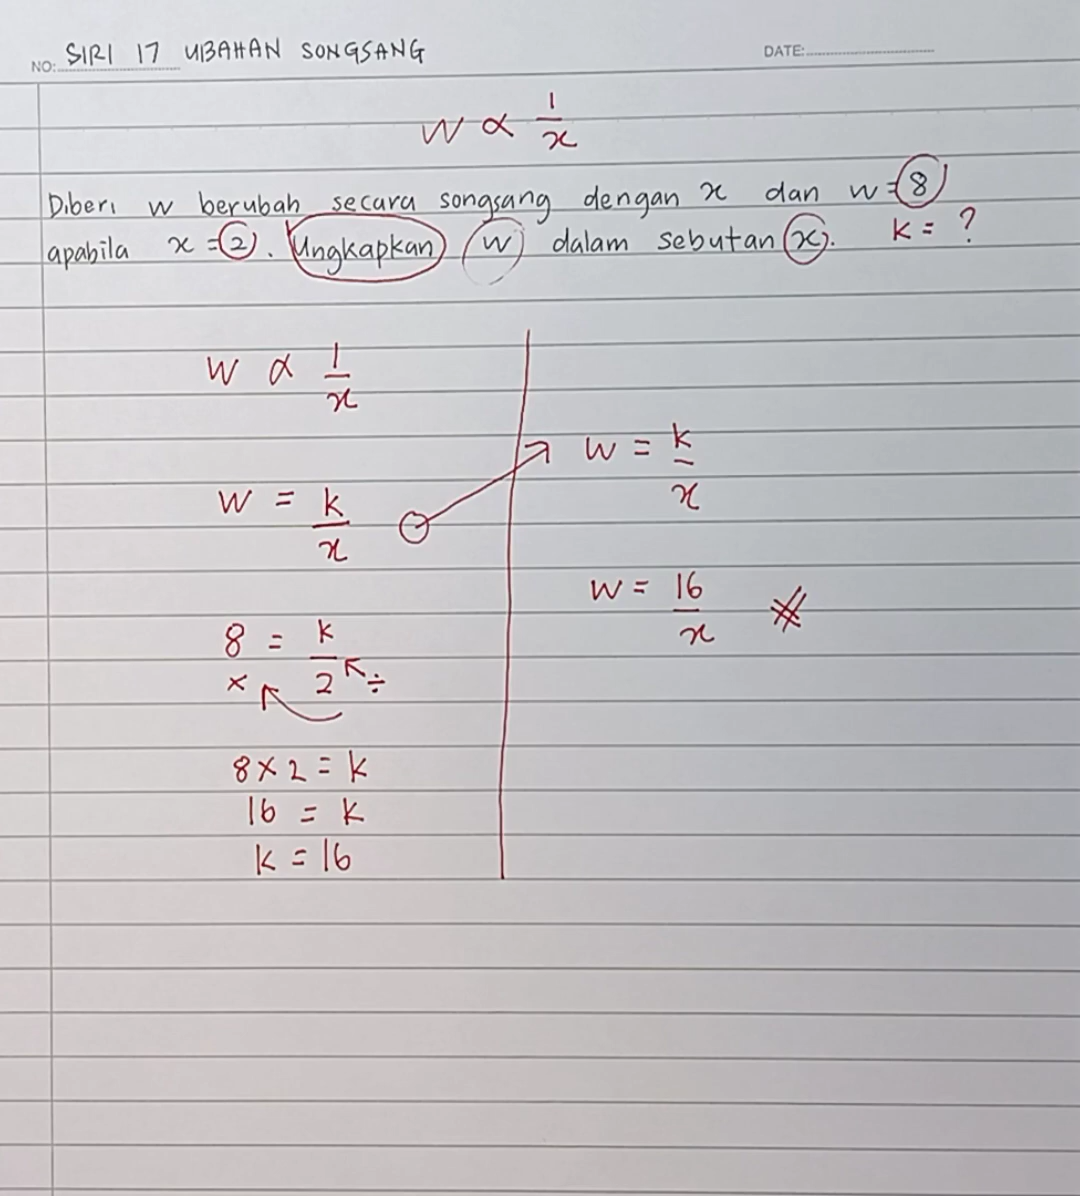 NO: SIRI 17 UBAHAN SONGSANG
DATE:
w ∝ 1/x
Diberi w berubah secara songsang dengan x dan w = 8
apabila x = 2. Ungkapkan w dalam sebutan x. k = ?
w ∝ 1/x
w = k/x
8 = k/2 ÷
×
8 × 2 = k
16 = k
k = 16
w = k/x
w = 16/x